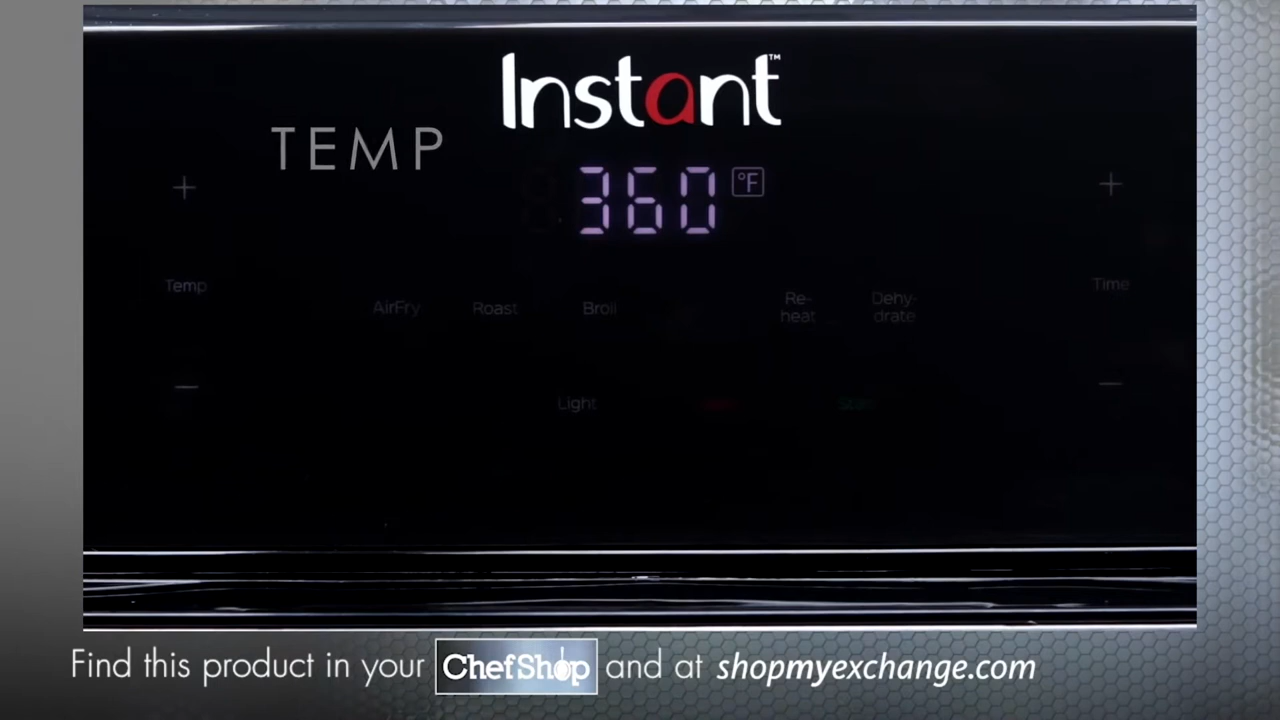 Instant™
TEMP
360 °F
Temp
Time
AirFry
Roast
Broil
Re-
heat
Dehy-
drate
Light
Start
Find this product in your ChefShop and at shopmyexchange.com